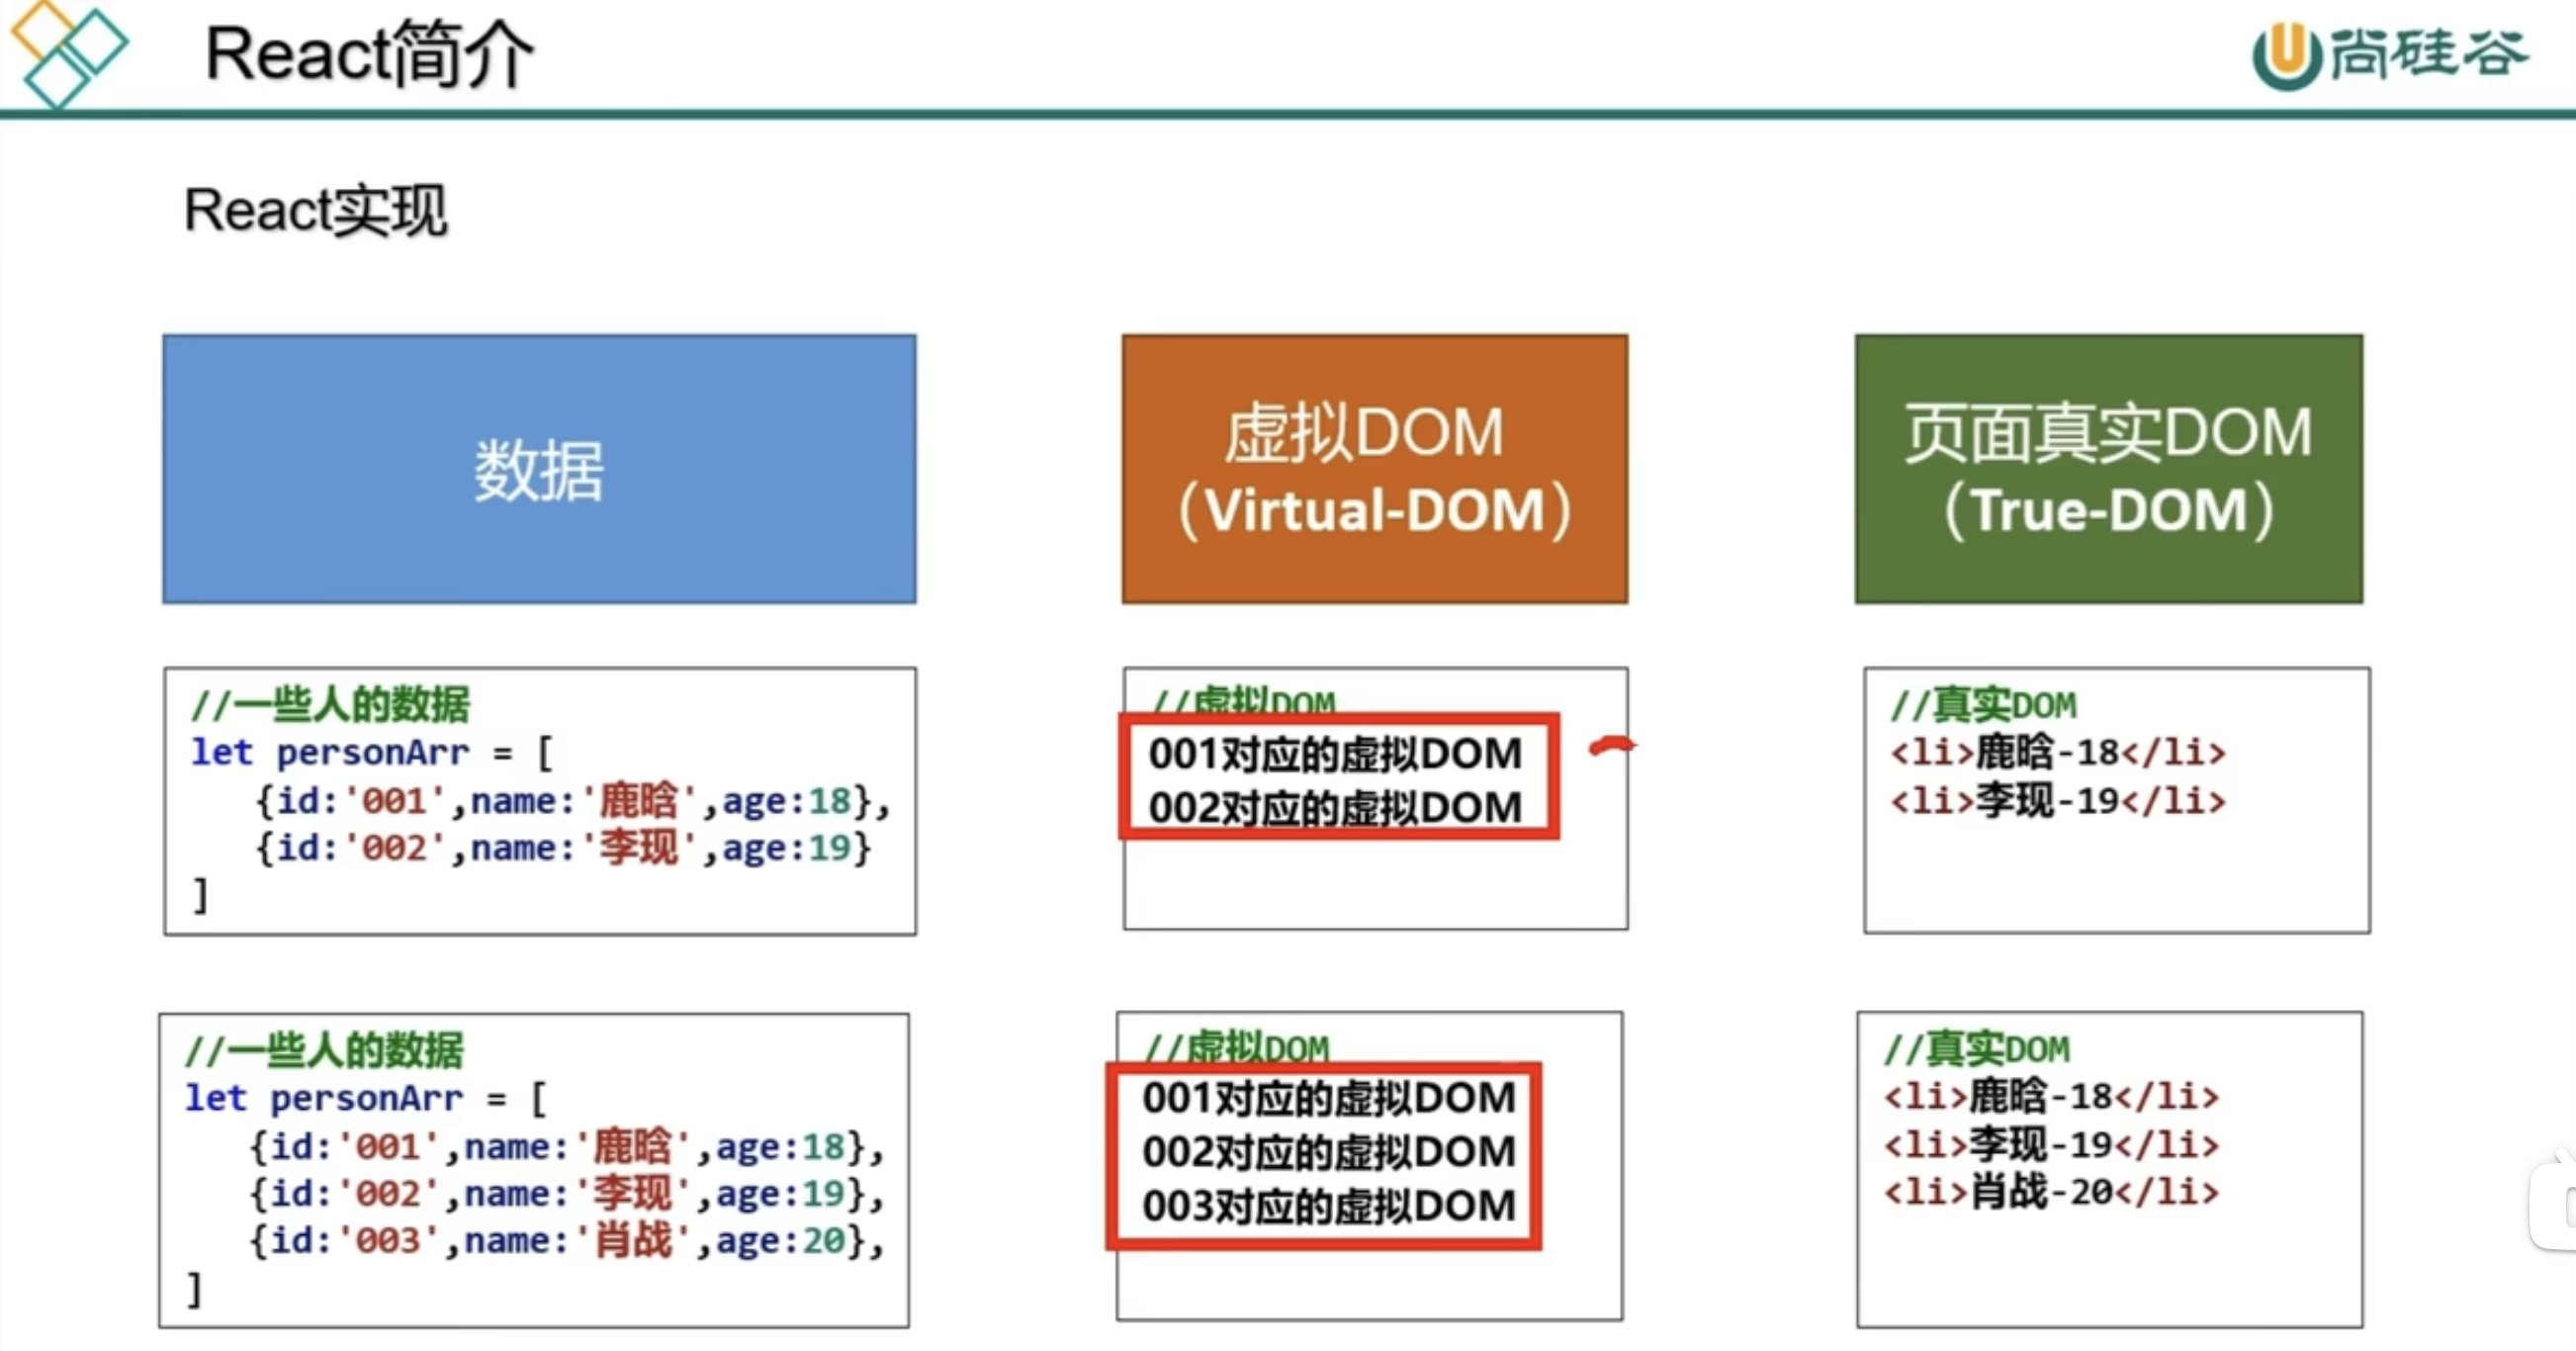 React简介
尚硅谷
React实现
数据
虚拟DOM
（Virtual-DOM）
页面真实DOM
（True-DOM）
//一些人的数据
let personArr = [
{id:'001',name:'鹿晗',age:18},
{id:'002',name:'李现',age:19}
]
//虚拟DOM
001对应的虚拟DOM
002对应的虚拟DOM
//真实DOM
<li>鹿晗-18</li>
<li>李现-19</li>
//一些人的数据
let personArr = [
{id:'001',name:'鹿晗',age:18},
{id:'002',name:'李现',age:19},
{id:'003',name:'肖战',age:20},
]
//虚拟DOM
001对应的虚拟DOM
002对应的虚拟DOM
003对应的虚拟DOM
//真实DOM
<li>鹿晗-18</li>
<li>李现-19</li>
<li>肖战-20</li>